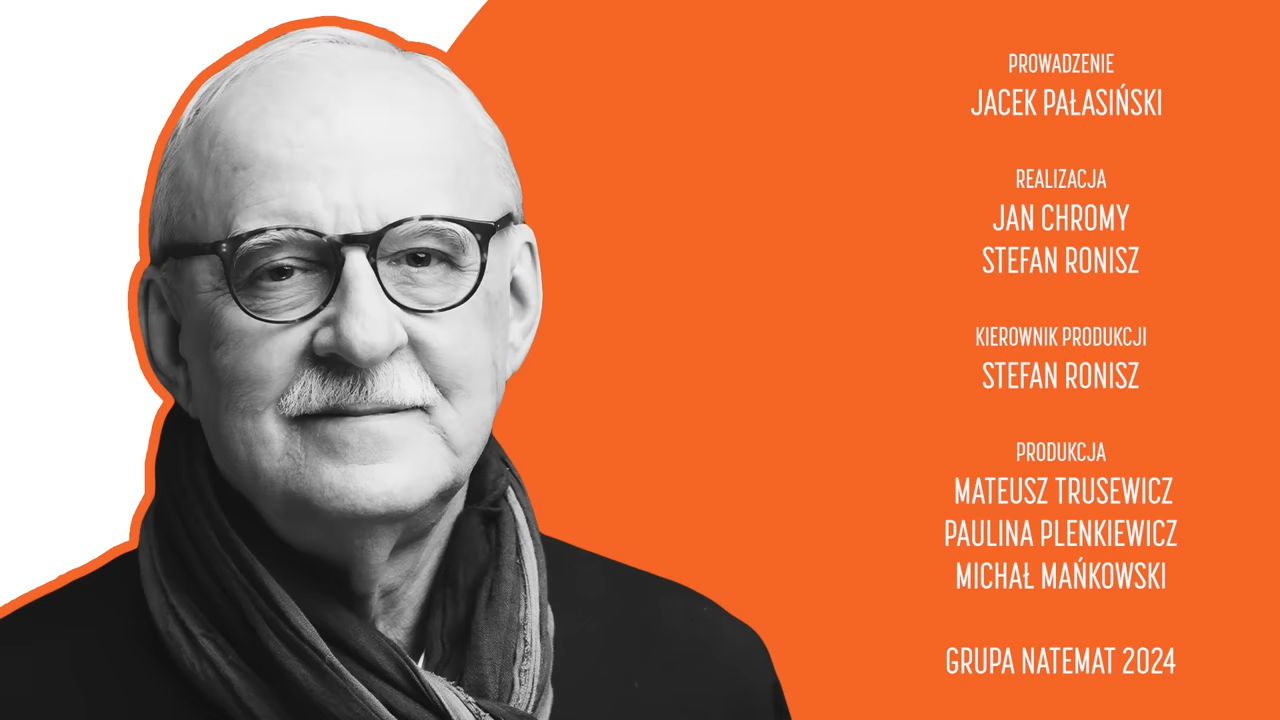 PROWADZENIE
JACEK PAŁASIŃSKI
REALIZACJA
JAN CHROMY
STEFAN RONISZ
KIEROWNIK PRODUKCJI
STEFAN RONISZ
PRODUKCJA
MATEUSZ TRUSEWICZ
PAULINA PLENKIEWICZ
MICHAŁ MAŃKOWSKI
GRUPA NATEMAT 2024